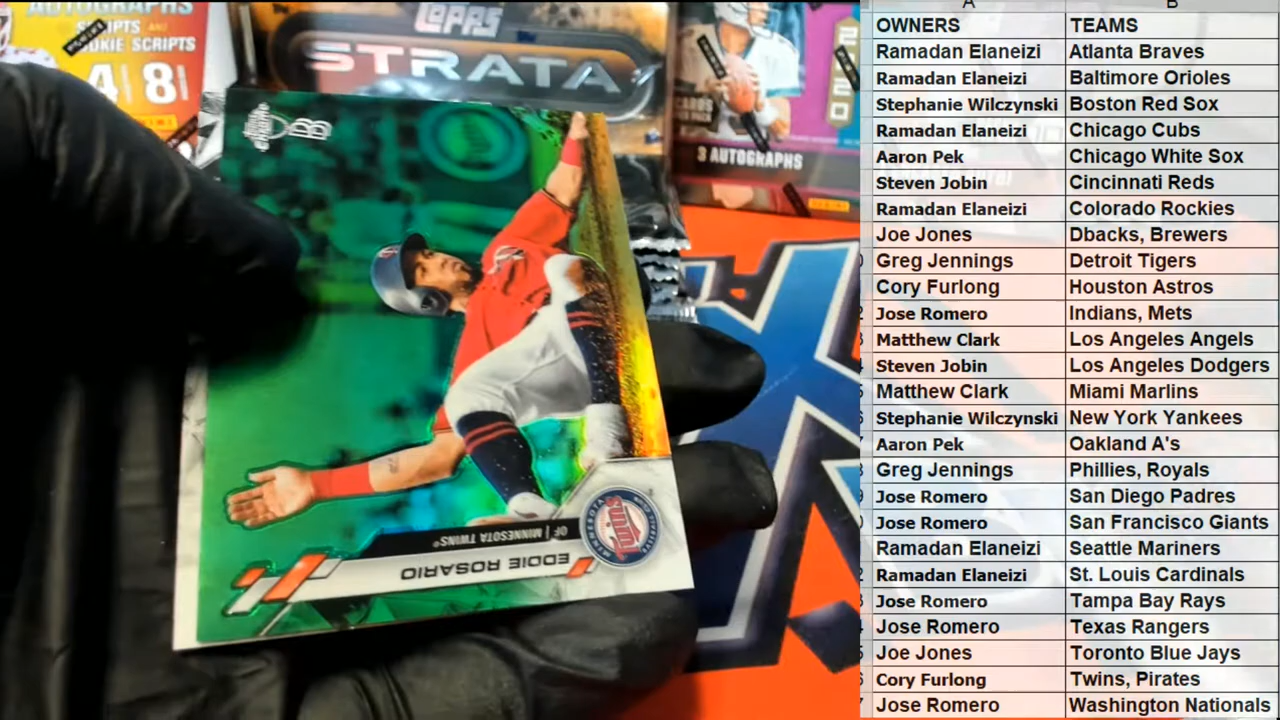 AUTOGRAPHS
SCRIPTS AND
ROOKIE SCRIPTS
4 8
TOPPS
STRATA
3 AUTOGRAPHS
2020
BB
EDDIE ROSARIO
OF | MINNESOTA TWINS®
MINNESOTA
Twins
A B
OWNERS TEAMS
Ramadan Elaneizi Atlanta Braves
Ramadan Elaneizi Baltimore Orioles
Stephanie Wilczynski Boston Red Sox
Ramadan Elaneizi Chicago Cubs
Aaron Pek Chicago White Sox
Steven Jobin Cincinnati Reds
Ramadan Elaneizi Colorado Rockies
Joe Jones Dbacks, Brewers
Greg Jennings Detroit Tigers
Cory Furlong Houston Astros
Jose Romero Indians, Mets
Matthew Clark Los Angeles Angels
Steven Jobin Los Angeles Dodgers
Matthew Clark Miami Marlins
Stephanie Wilczynski New York Yankees
Aaron Pek Oakland A's
Greg Jennings Phillies, Royals
Jose Romero San Diego Padres
Jose Romero San Francisco Giants
Ramadan Elaneizi Seattle Mariners
Ramadan Elaneizi St. Louis Cardinals
Jose Romero Tampa Bay Rays
Jose Romero Texas Rangers
Joe Jones Toronto Blue Jays
Cory Furlong Twins, Pirates
Jose Romero Washington Nationals